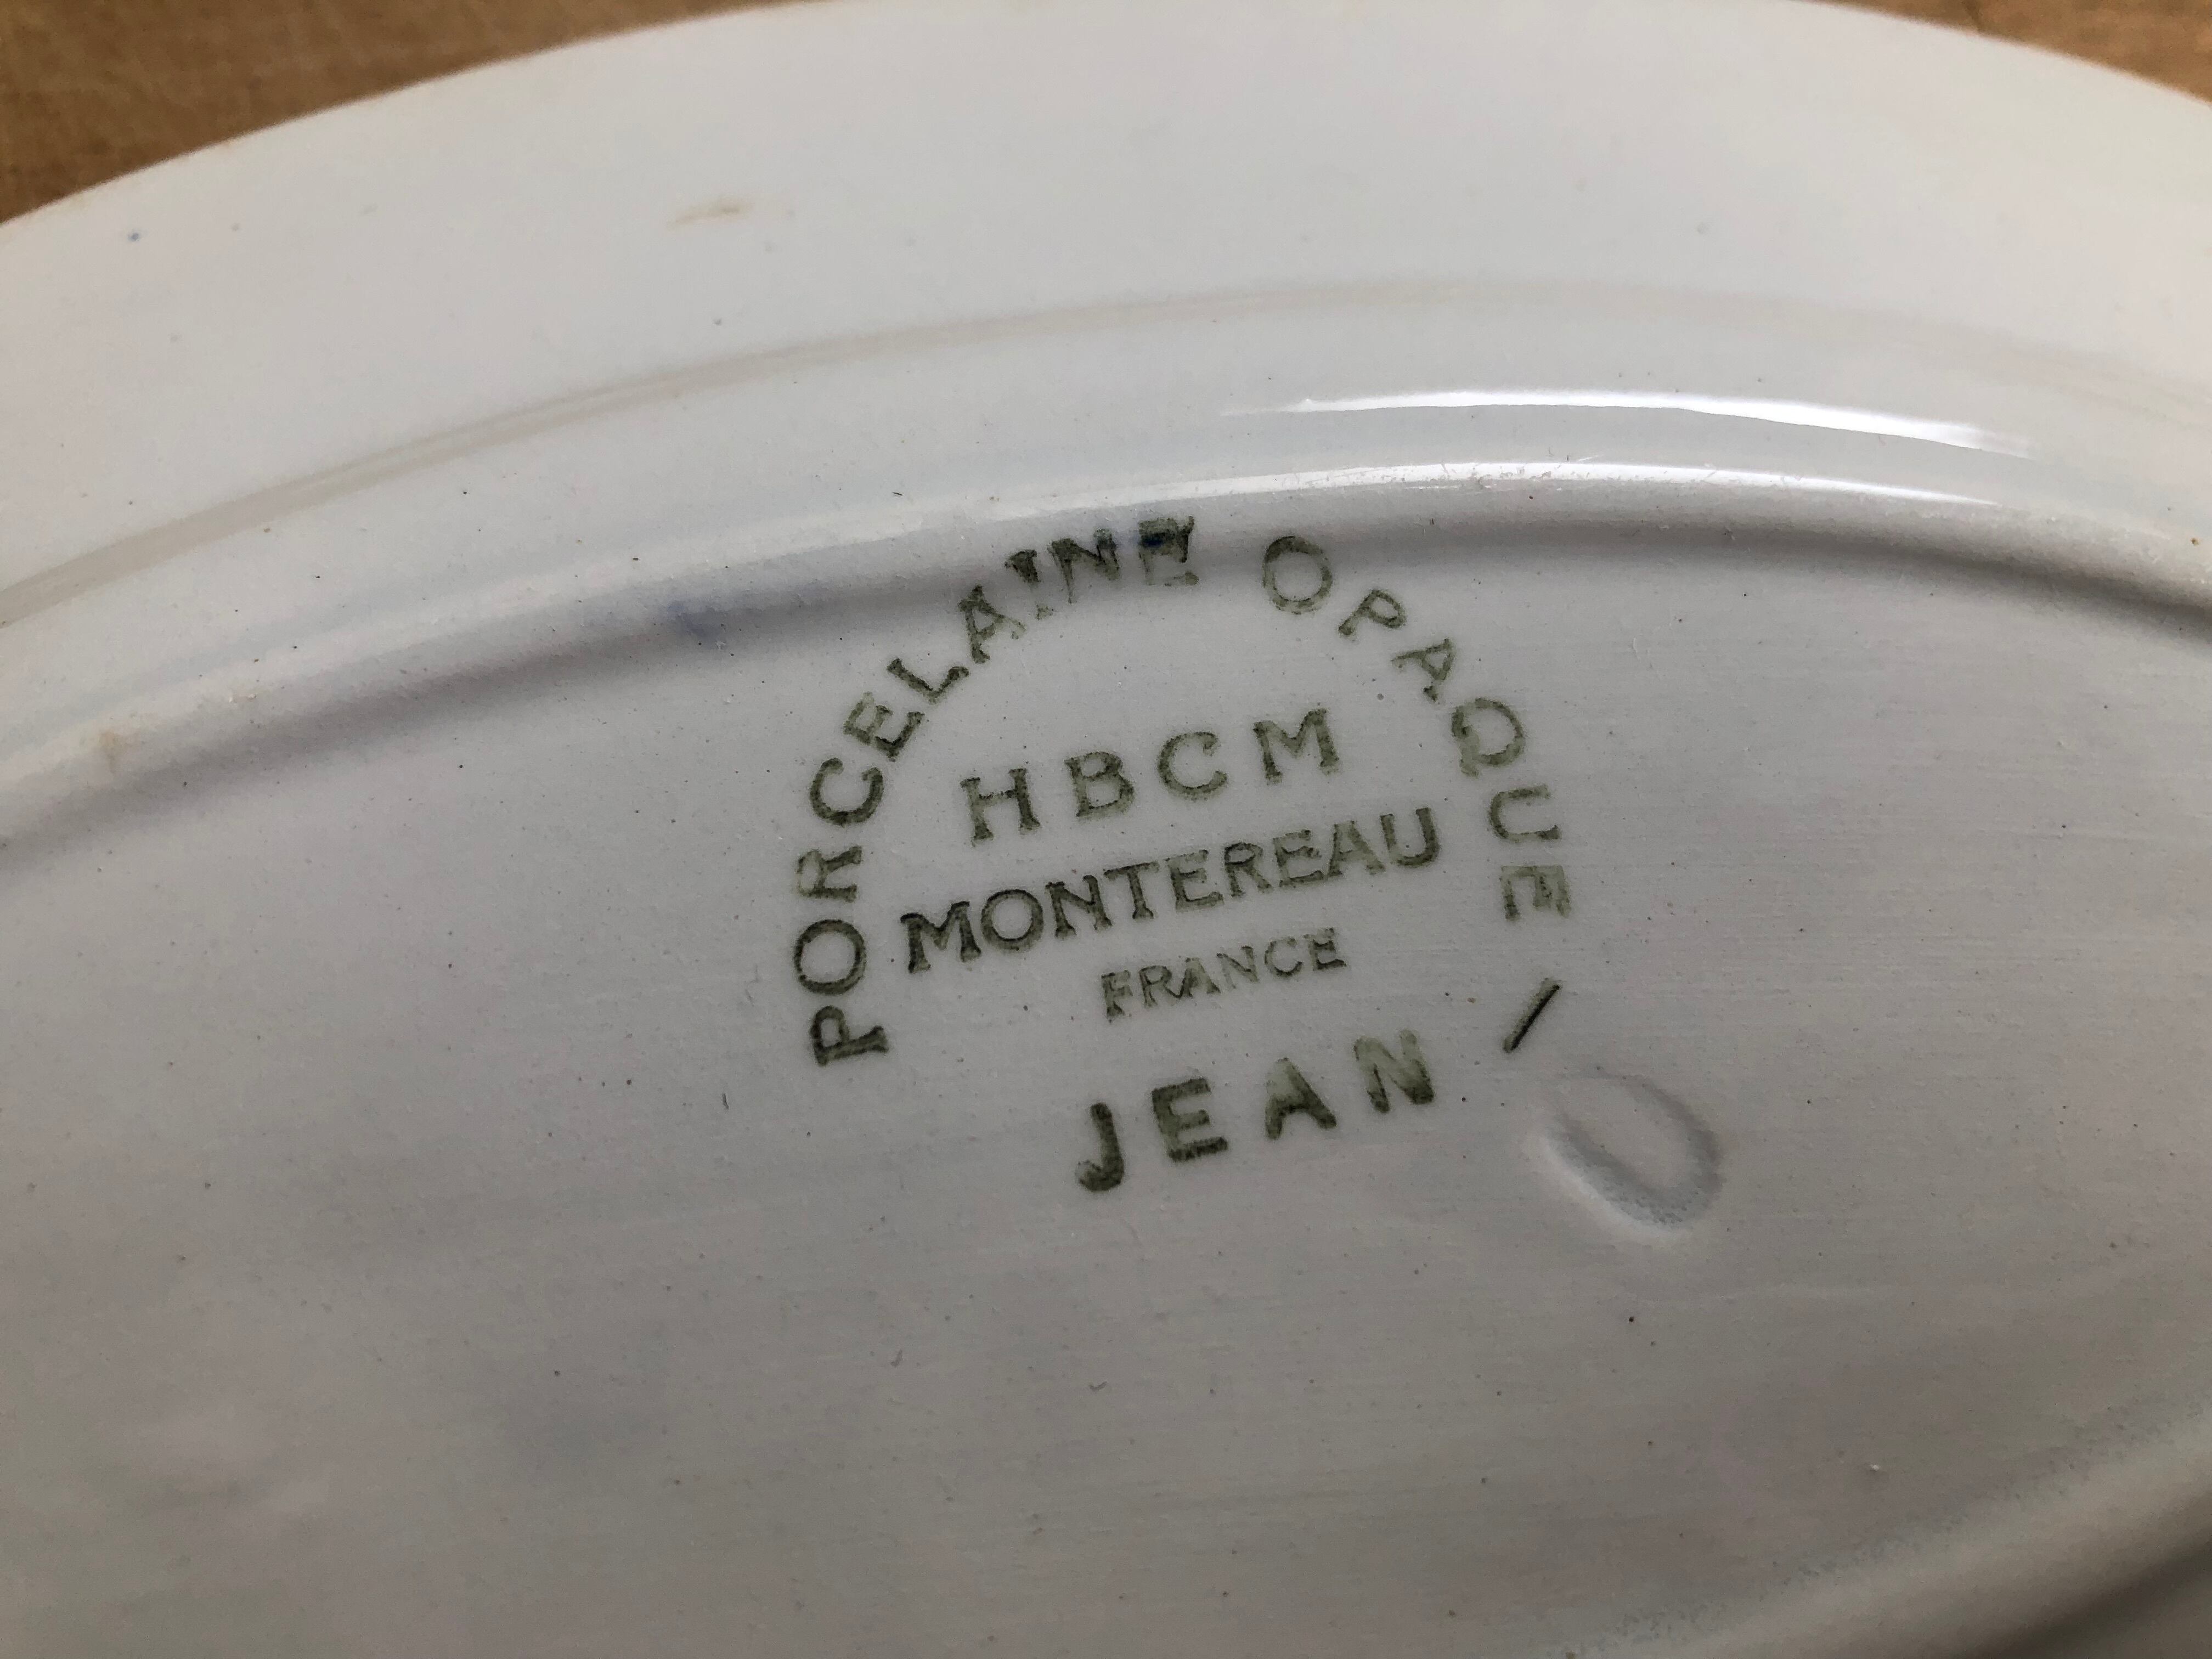 PORCELAINE OPAQUE
HBCM
MONTEREAU
FRANCE
JEAN